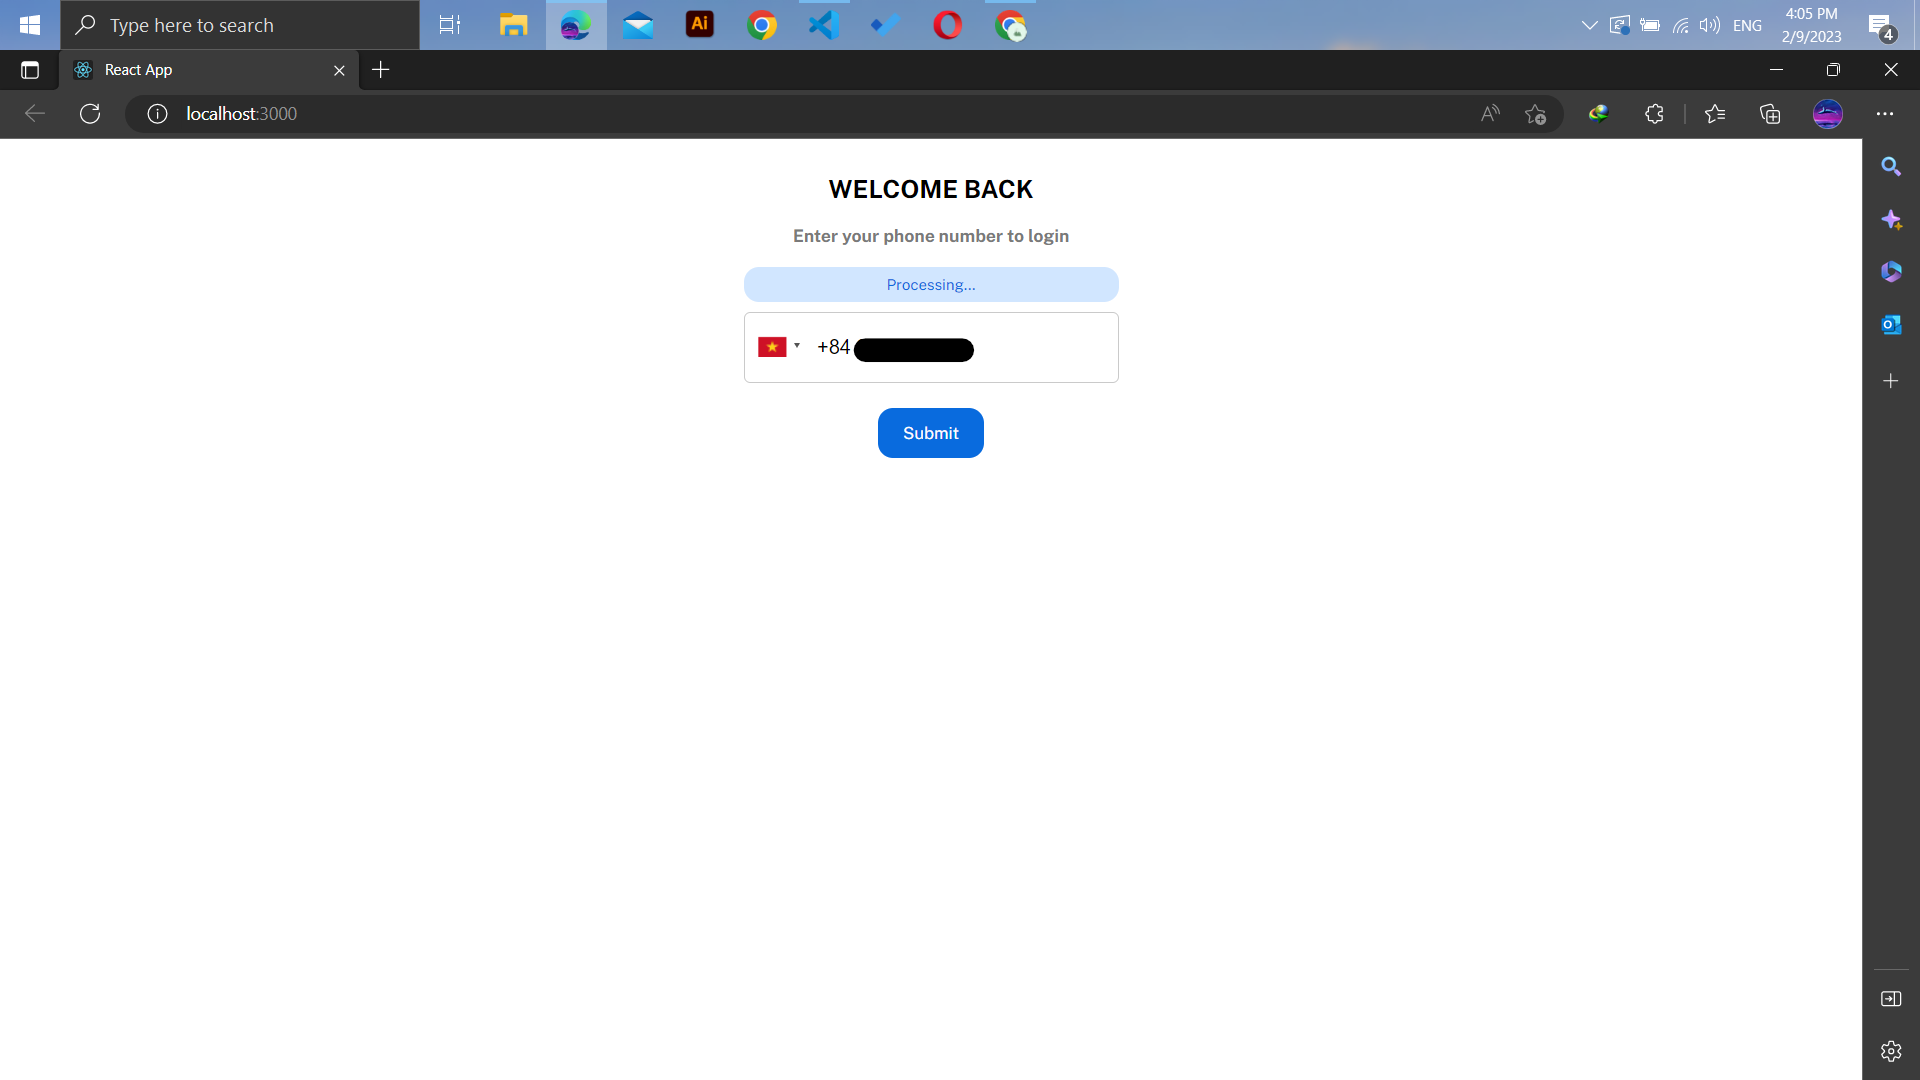 Type here to search
Ai
ENG
4:05 PM
2/9/2023
4
React App
localhost:3000
WELCOME BACK
Enter your phone number to login
Processing...
+84
Submit